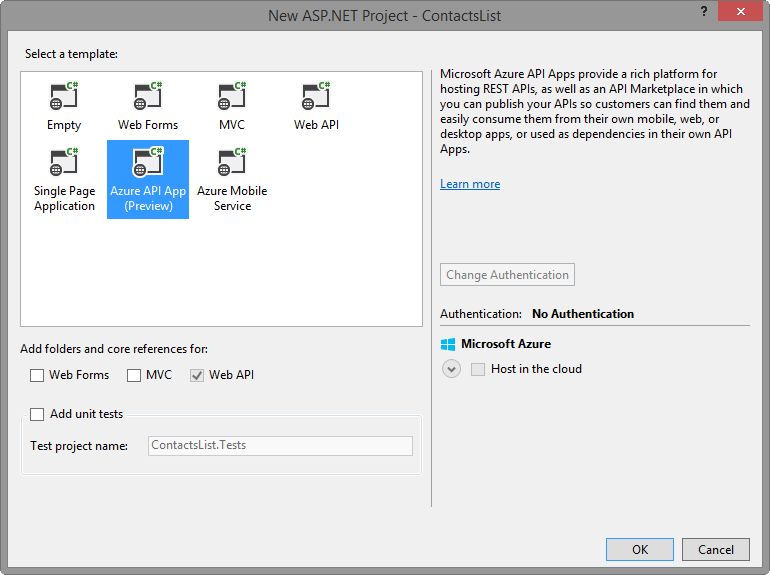 New ASP.NET Project - ContactsList
?
Select a template:
C# C# C# C#
Empty Web Forms MVC Web API
C# C# C#
Single Page Azure API App Azure Mobile
Application (Preview) Service
Microsoft Azure API Apps provide a rich platform for
hosting REST APIs, as well as an API Marketplace in which
you can publish your APIs so customers can find them and
easily consume them from their own mobile, web, or
desktop apps, or used as dependencies in their own API
Apps.
Learn more
Change Authentication
Authentication: No Authentication
Microsoft Azure
Host in the cloud
Add folders and core references for:
Web Forms MVC Web API
Add unit tests
Test project name: ContactsList.Tests
OK Cancel